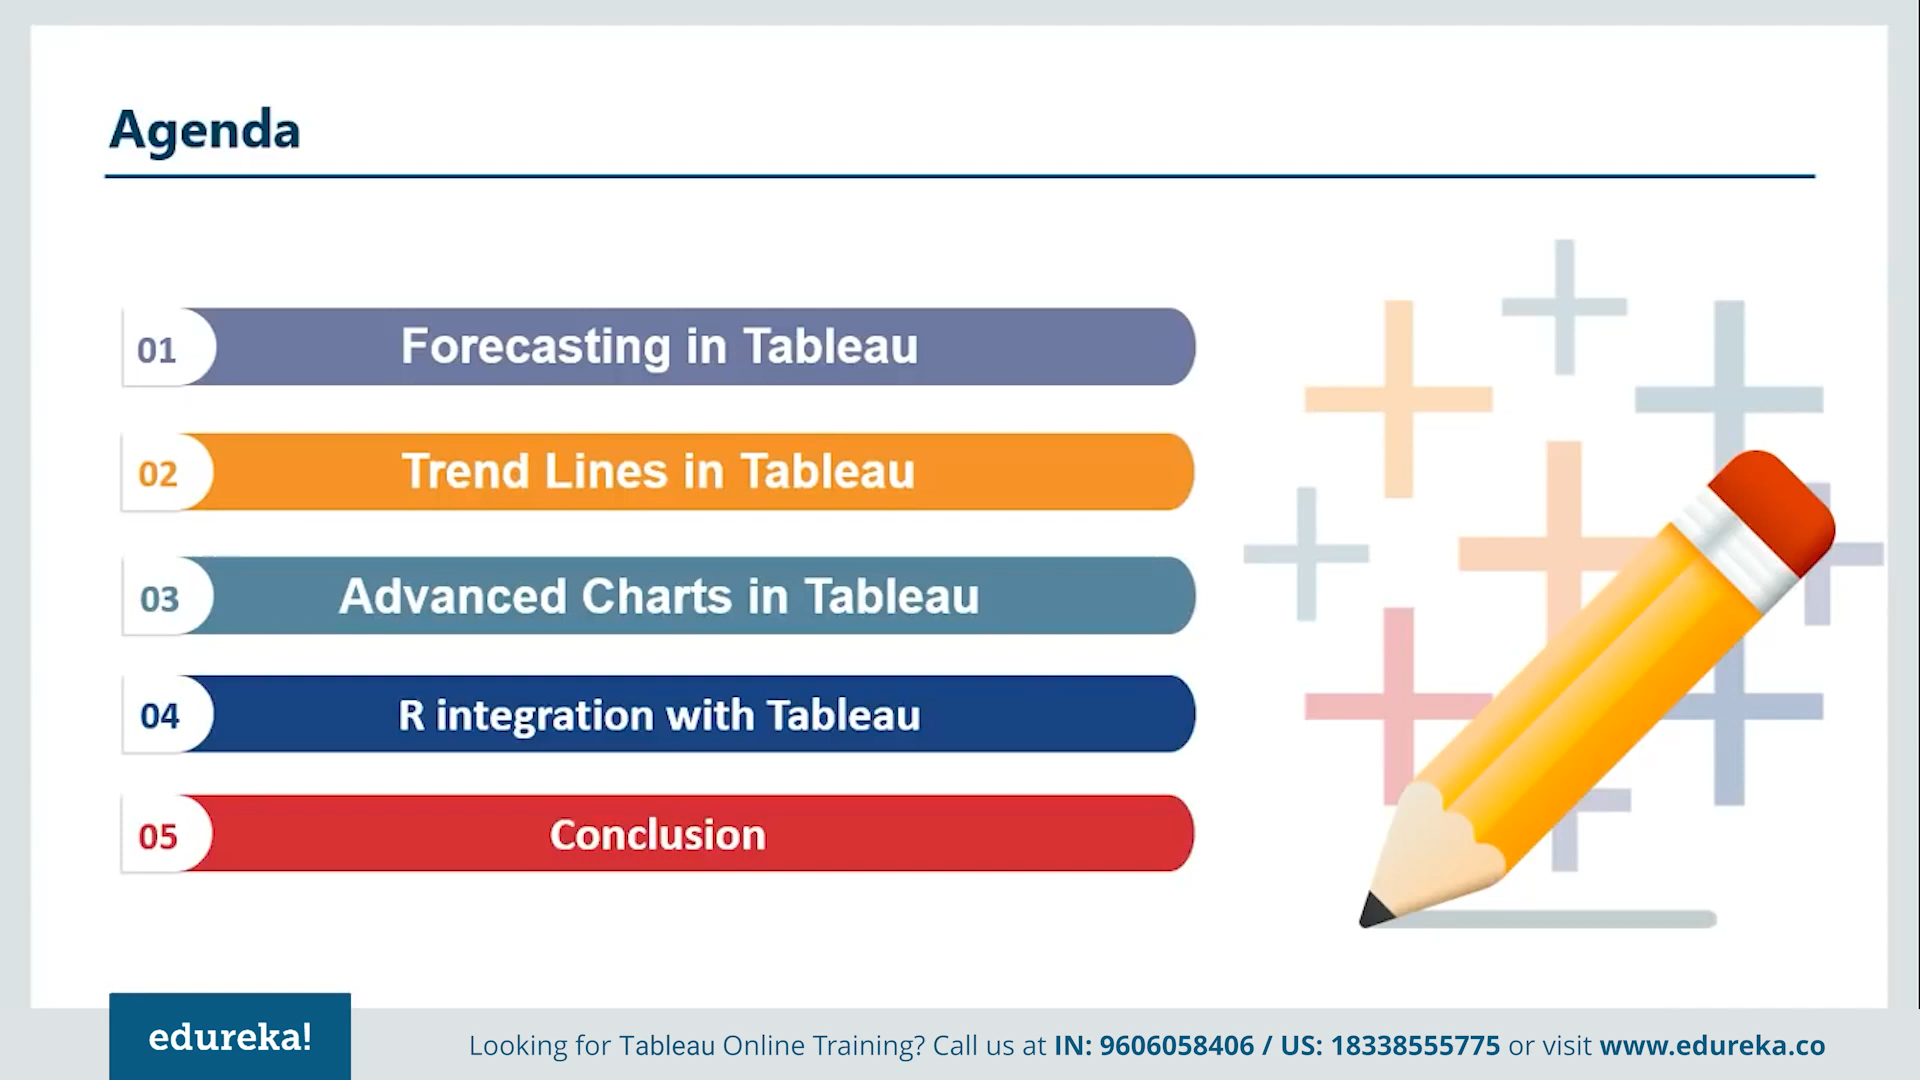 Agenda
01 Forecasting in Tableau
02 Trend Lines in Tableau
03 Advanced Charts in Tableau
04 R integration with Tableau
05 Conclusion
edureka!
Looking for Tableau Online Training? Call us at IN: 9606058406 / US: 18338555775 or visit www.edureka.co